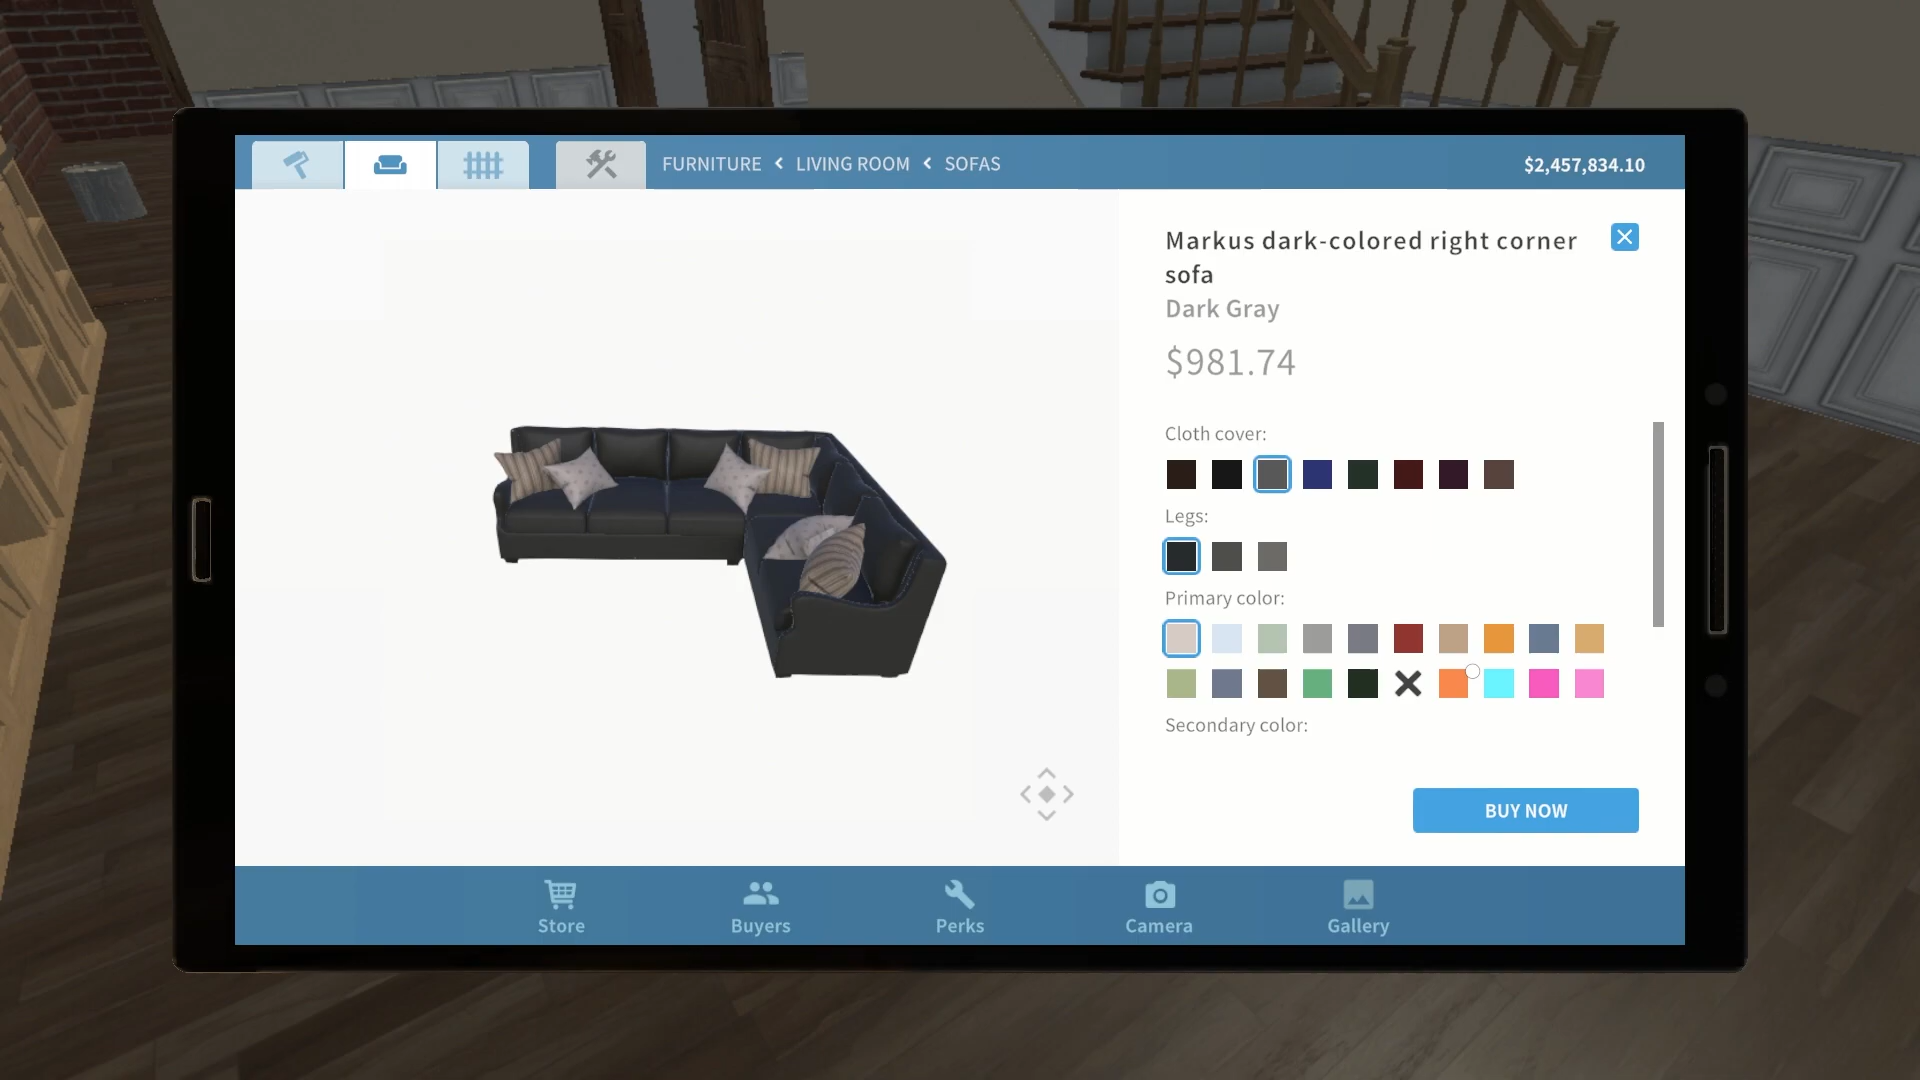 FURNITURE < LIVING ROOM < SOFAS
$2,457,834.10
Markus dark-colored right corner
sofa
Dark Gray
$981.74
Cloth cover:
Legs:
Primary color:
Secondary color:
BUY NOW
Store
Buyers
Perks
Camera
Gallery